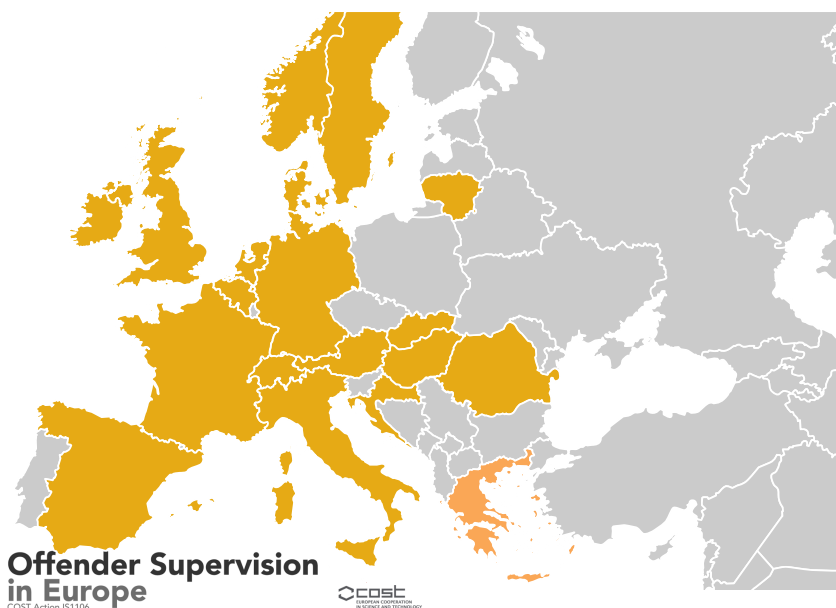 Offender Supervision
in Europe
COST Action IS1106
cost
EUROPEAN COOPERATION
IN SCIENCE AND TECHNOLOGY